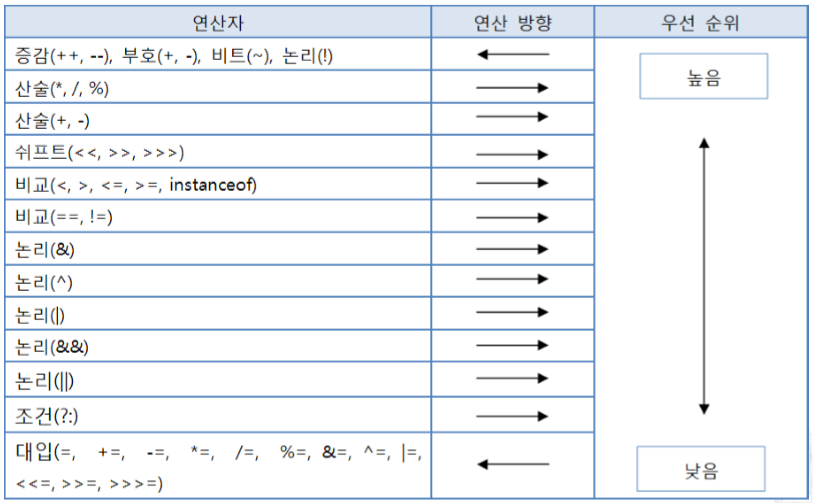 연산자 연산 방향 우선 순위
증감(++, --), 부호(+, -), 비트(~), 논리(!)
높음
산술(*, /, %)
산술(+, -)
쉬프트(<<, >>, >>>)
비교(<, >, <=, >=, instanceof)
비교(==, !=)
논리(&)
논리(^)
논리(|)
논리(&&)
논리(||)
조건(?:)
대입(=, +=, -=, *=, /=, %=, &=, ^=, |=,
<<=, >>=, >>>=)
낮음